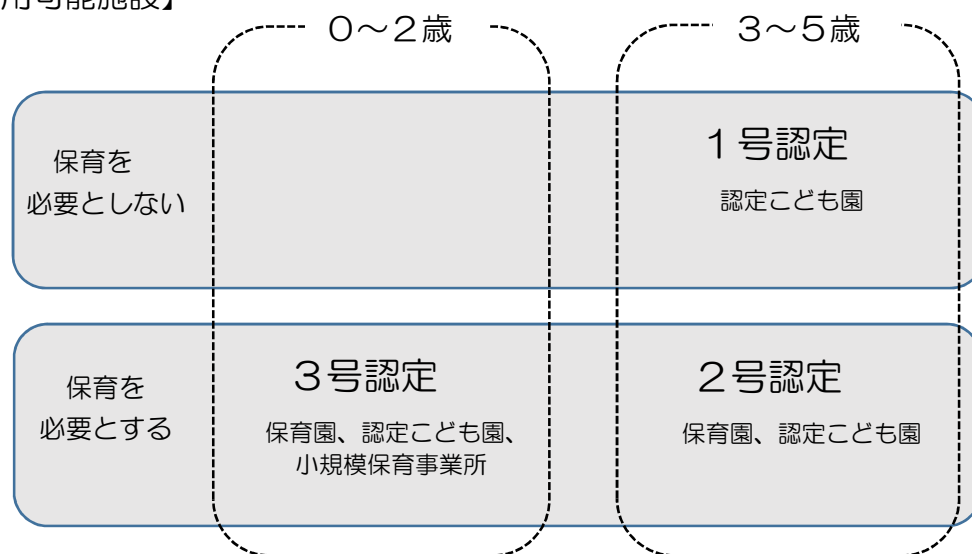 用可能施設】
０～２歳
３～５歳
保育を
必要としない
１号認定
認定こども園
保育を
必要とする
３号認定
保育園、認定こども園、
小規模保育事業所
２号認定
保育園、認定こども園